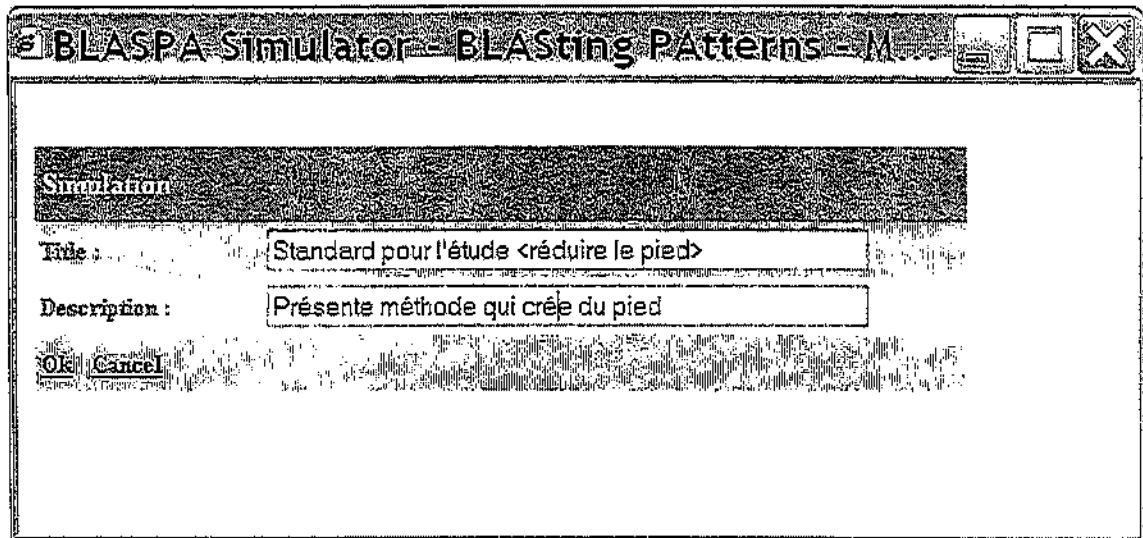 BLASPA Simulator - BLASting PAtterns - M...
Simulation
Title : Standard pour l'étude <réduire le pied>
Description : Présente méthode qui crée du pied
Ok Cancel